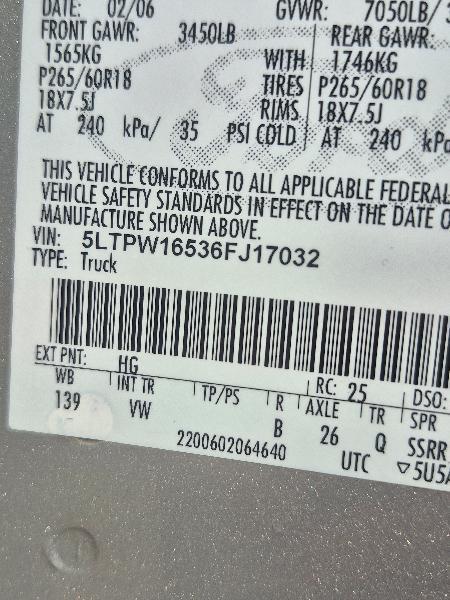 DATE: 02/06 GVWR: 7050LB/
FRONT GAWR: 3450LB REAR GAWR:
1565KG WITH 1746KG
P265/60R18 TIRES P265/60R18
18X7.5J RIMS 18X7.5J
AT 240 kPa/ 35 PSI COLD AT 240 kPa/
THIS VEHICLE CONFORMS TO ALL APPLICABLE FEDERAL
VEHICLE SAFETY STANDARDS IN EFFECT ON THE DATE O
MANUFACTURE SHOWN ABOVE.
VIN: 5LTPW16536FJ17032
TYPE: Truck
EXT PNT: HG RC: 25 DSO:
WB INT TR TP/PS R AXLE TR SPR
139 VW B 26 Q SSRR
2200602064640 UTC ▽5U5A